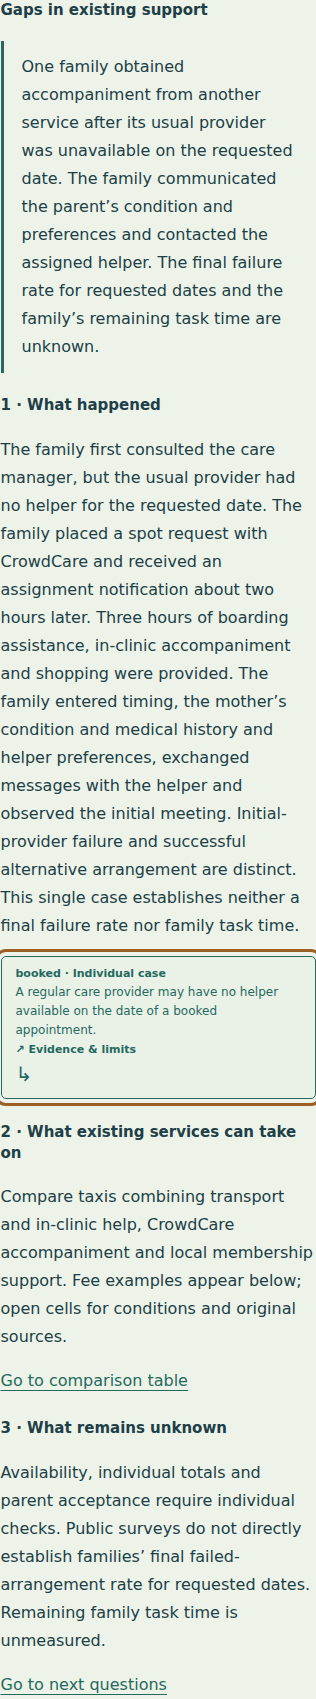 Gaps in existing support
One family obtained
accompaniment from another
service after its usual provider
was unavailable on the requested
date. The family communicated
the parent’s condition and
preferences and contacted the
assigned helper. The final failure
rate for requested dates and the
family’s remaining task time are
unknown.
1 · What happened
The family first consulted the care
manager, but the usual provider had
no helper for the requested date. The
family placed a spot request with
CrowdCare and received an
assignment notification about two
hours later. Three hours of boarding
assistance, in-clinic accompaniment
and shopping were provided. The
family entered timing, the mother’s
condition and medical history and
helper preferences, exchanged
messages with the helper and
observed the initial meeting. Initial-
provider failure and successful
alternative arrangement are distinct.
This single case establishes neither a
final failure rate nor family task time.
booked · Individual case
A regular care provider may have no helper
available on the date of a booked
appointment.
↗ Evidence & limits
↳
2 · What existing services can take
on
Compare taxis combining transport
and in-clinic help, CrowdCare
accompaniment and local membership
support. Fee examples appear below;
open cells for conditions and original
sources.
Go to comparison table
3 · What remains unknown
Availability, individual totals and
parent acceptance require individual
checks. Public surveys do not directly
establish families’ final failed-
arrangement rate for requested dates.
Remaining family task time is
unmeasured.
Go to next questions